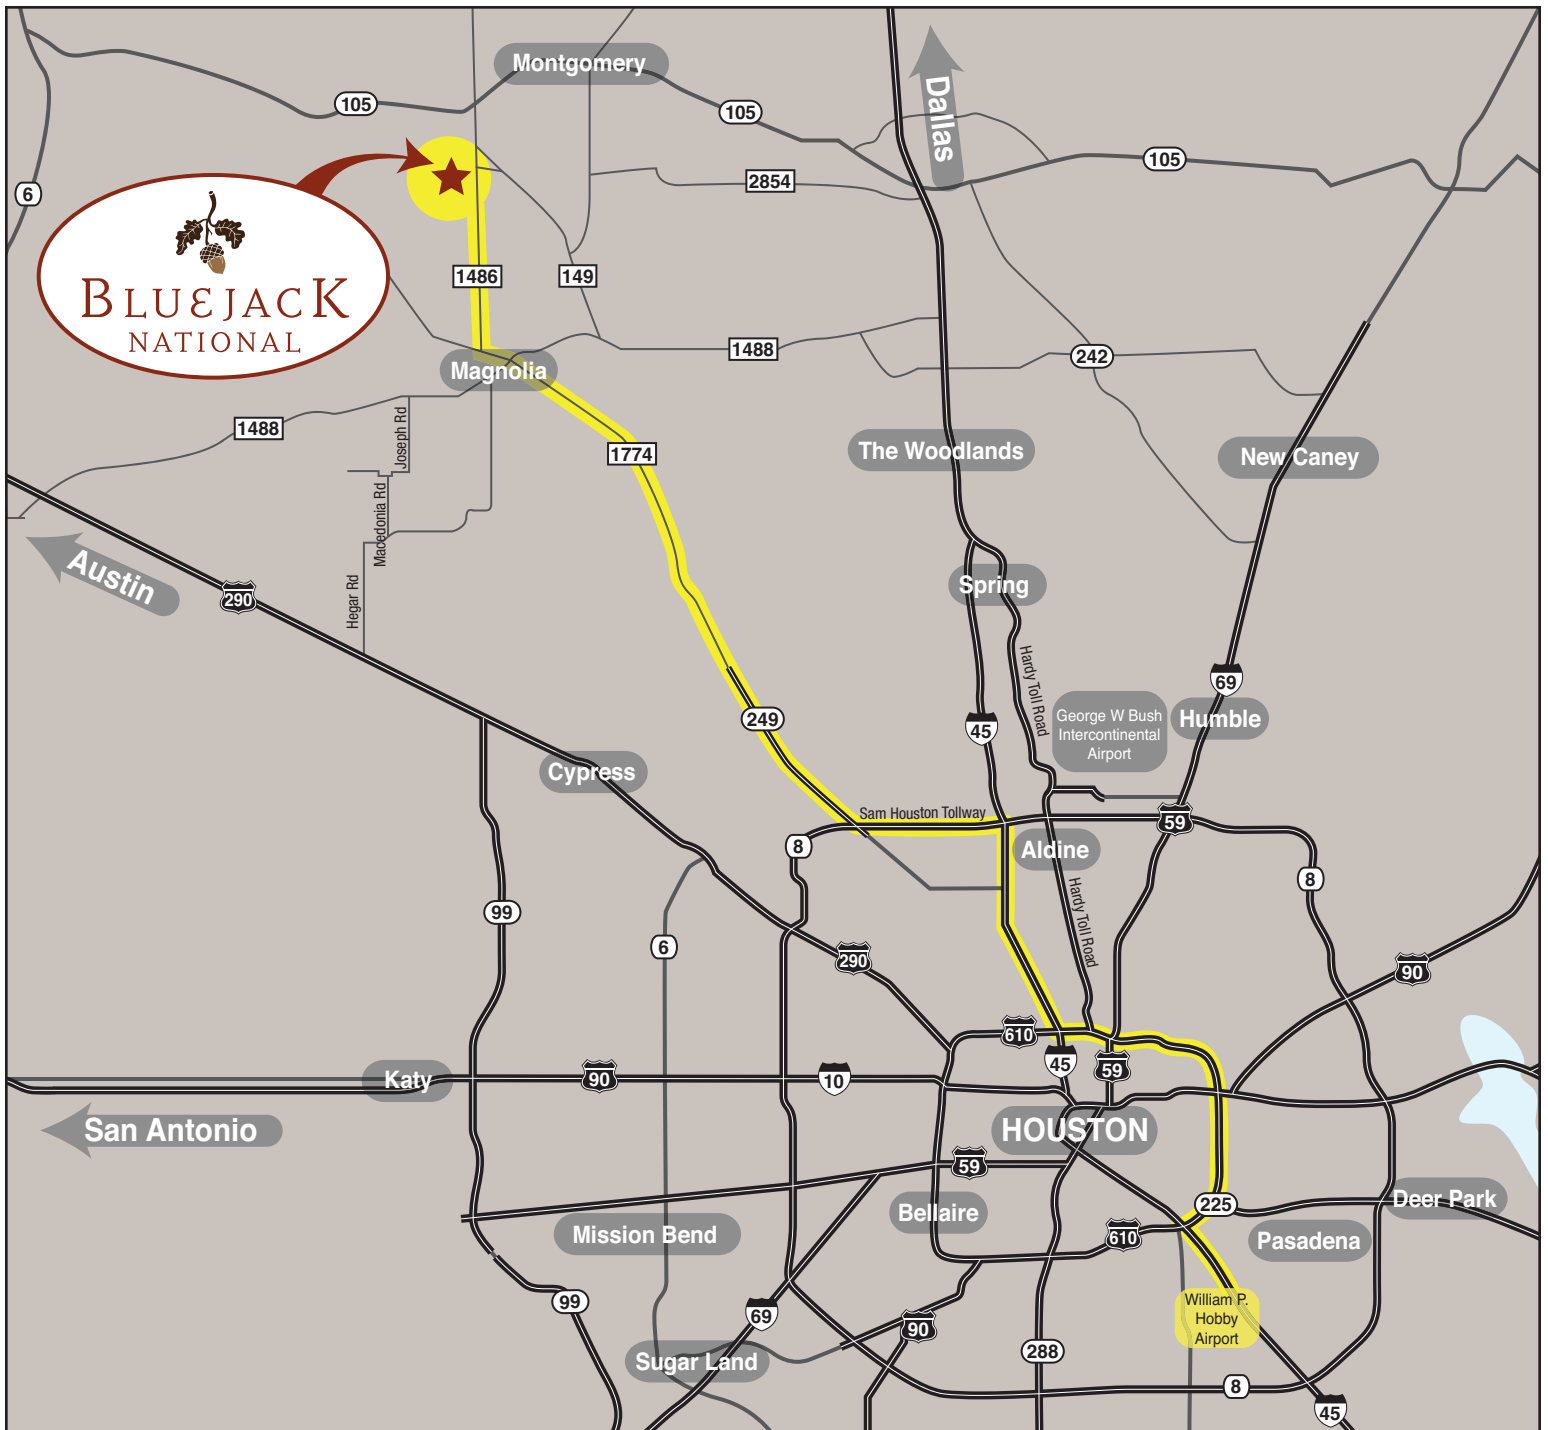 Montgomery
105
105
Dallas
105
6
2854
BLUEJACK
NATIONAL
1486
149
1488
242
Magnolia
1488
Joseph Rd
1774
The Woodlands
New Caney
Macedonia Rd
Austin
290
Hegar Rd
Spring
Hardy Toll Road
69
George W Bush
Intercontinental
Airport
Humble
249
45
Cypress
Sam Houston Tollway
59
8
Aldine
8
Hardy Toll Road
99
6
290
90
610
45
59
Katy
90
10
San Antonio
HOUSTON
59
225
Deer Park
Bellaire
Mission Bend
610
Pasadena
99
69
90
William P.
Hobby
Airport
288
Sugar Land
8
45